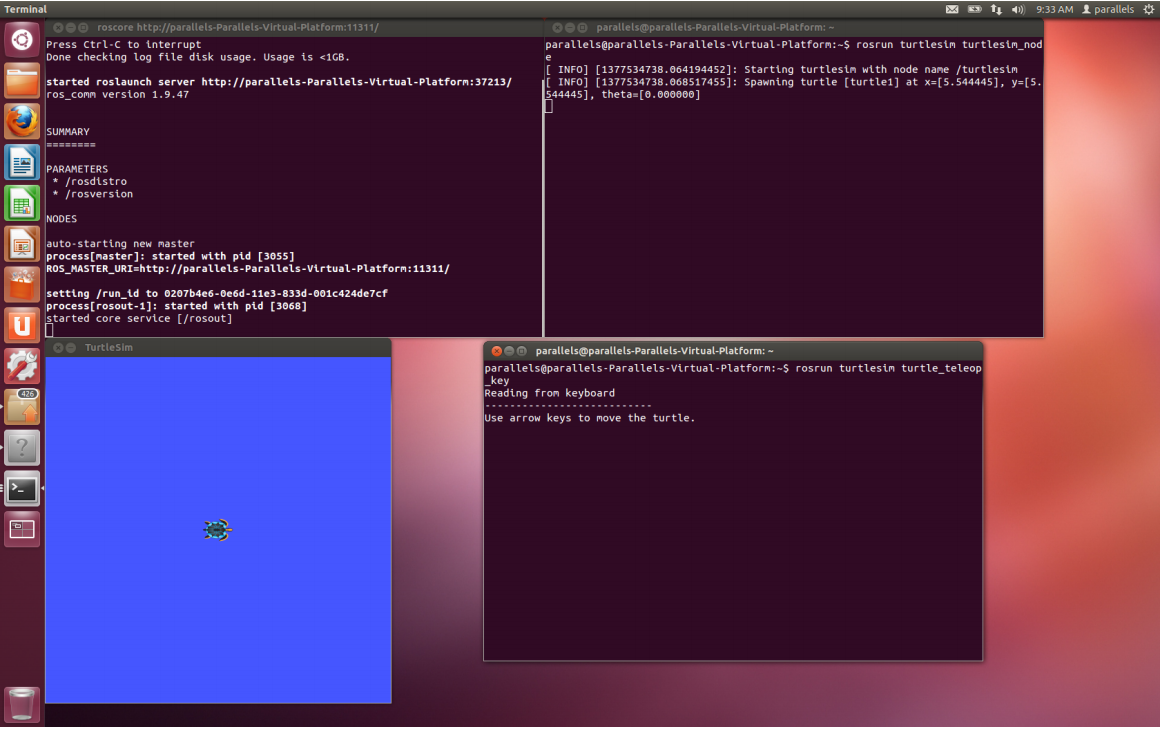 Terminal
9:33 AM
parallels
roscore http://parallels-Parallels-Virtual-Platform:11311/
Press Ctrl-C to interrupt
Done checking log file disk usage. Usage is <1GB.
started roslaunch server http://parallels-Parallels-Virtual-Platform:37213/
ros_comm version 1.9.47
SUMMARY
========
PARAMETERS
* /rosdistro
* /rosversion
NODES
auto-starting new master
process[master]: started with pid [3055]
ROS_MASTER_URI=http://parallels-Parallels-Virtual-Platform:11311/
setting /run_id to 0207b4e6-0e6d-11e3-833d-001c424de7cf
process[rosout-1]: started with pid [3068]
started core service [/rosout]
parallels@parallels-Parallels-Virtual-Platform: ~
parallels@parallels-Parallels-Virtual-Platform:~$ rosrun turtlesim turtlesim_nod
e
[ INFO] [1377534738.064194452]: Starting turtlesim with node name /turtlesim
[ INFO] [1377534738.068517455]: Spawning turtle [turtle1] at x=[5.544445], y=[5.
544445], theta=[0.000000]
426
TurtleSim
parallels@parallels-Parallels-Virtual-Platform: ~
parallels@parallels-Parallels-Virtual-Platform:~$ rosrun turtlesim turtle_teleop
_key
Reading from keyboard
---------------------------
Use arrow keys to move the turtle.